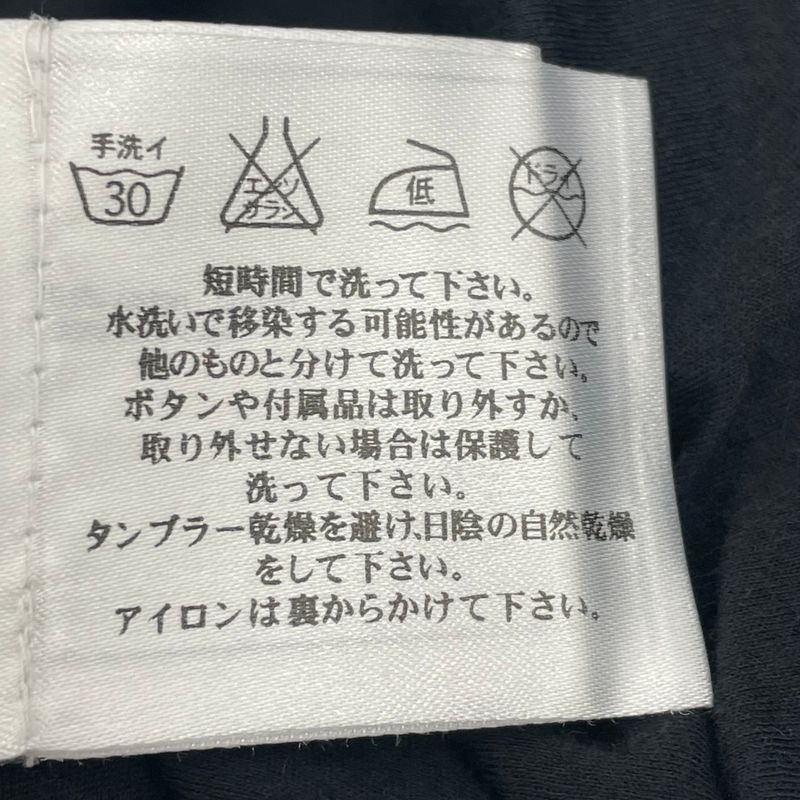 手洗イ
30
エンソ
サラシ
低
ドライ
短時間で洗って下さい。
水洗いで移染する可能性があるので
他のものと分けて洗って下さい。
ボタンや付属品は取り外すか、
取り外せない場合は保護して
洗って下さい。
タンブラー乾燥を避け、日陰の自然乾燥
をして下さい。
アイロンは裏からかけて下さい。